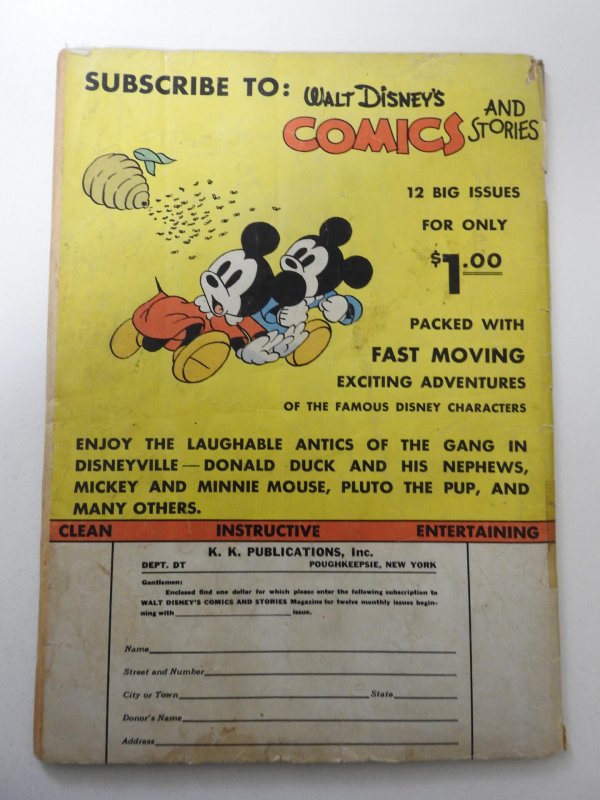 SUBSCRIBE TO: WALT DISNEY'S
COMICS AND STORIES
12 BIG ISSUES
FOR ONLY
$1.00
PACKED WITH
FAST MOVING
EXCITING ADVENTURES
OF THE FAMOUS DISNEY CHARACTERS
ENJOY THE LAUGHABLE ANTICS OF THE GANG IN
DISNEYVILLE — DONALD DUCK AND HIS NEPHEWS,
MICKEY AND MINNIE MOUSE, PLUTO THE PUP, AND
MANY OTHERS.
CLEAN INSTRUCTIVE ENTERTAINING
K. K. PUBLICATIONS, Inc.
DEPT. DT POUGHKEEPSIE, NEW YORK
Gentlemen:
Enclosed find one dollar for which please enter the following subscription to
WALT DISNEY'S COMICS AND STORIES Magazine for twelve monthly issues begin-
ning with issue.
Name
Street and Number
City or Town State
Donor's Name
Address